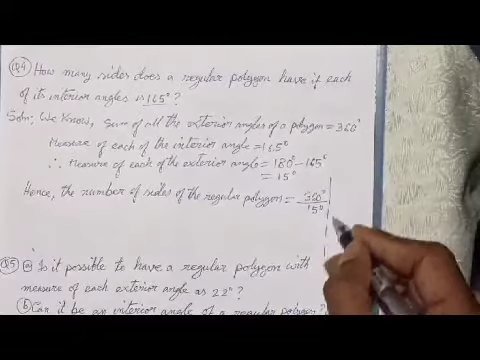 Q4 How many sides does a regular polygon have if each
of its interior angles is 165°?
Soln: We know, Sum of all the exterior angles of a polygon = 360°
Measure of each of the interior angle = 165°
∴ Measure of each of the exterior angle = 180° - 165°
= 15°
Hence, the number of sides of the regular polygon = 360°
15°
Q5 (a) Is it possible to have a regular polygon with
measure of each exterior angle as 22°?
(b) Can it be an interior angle of a regular polygon?